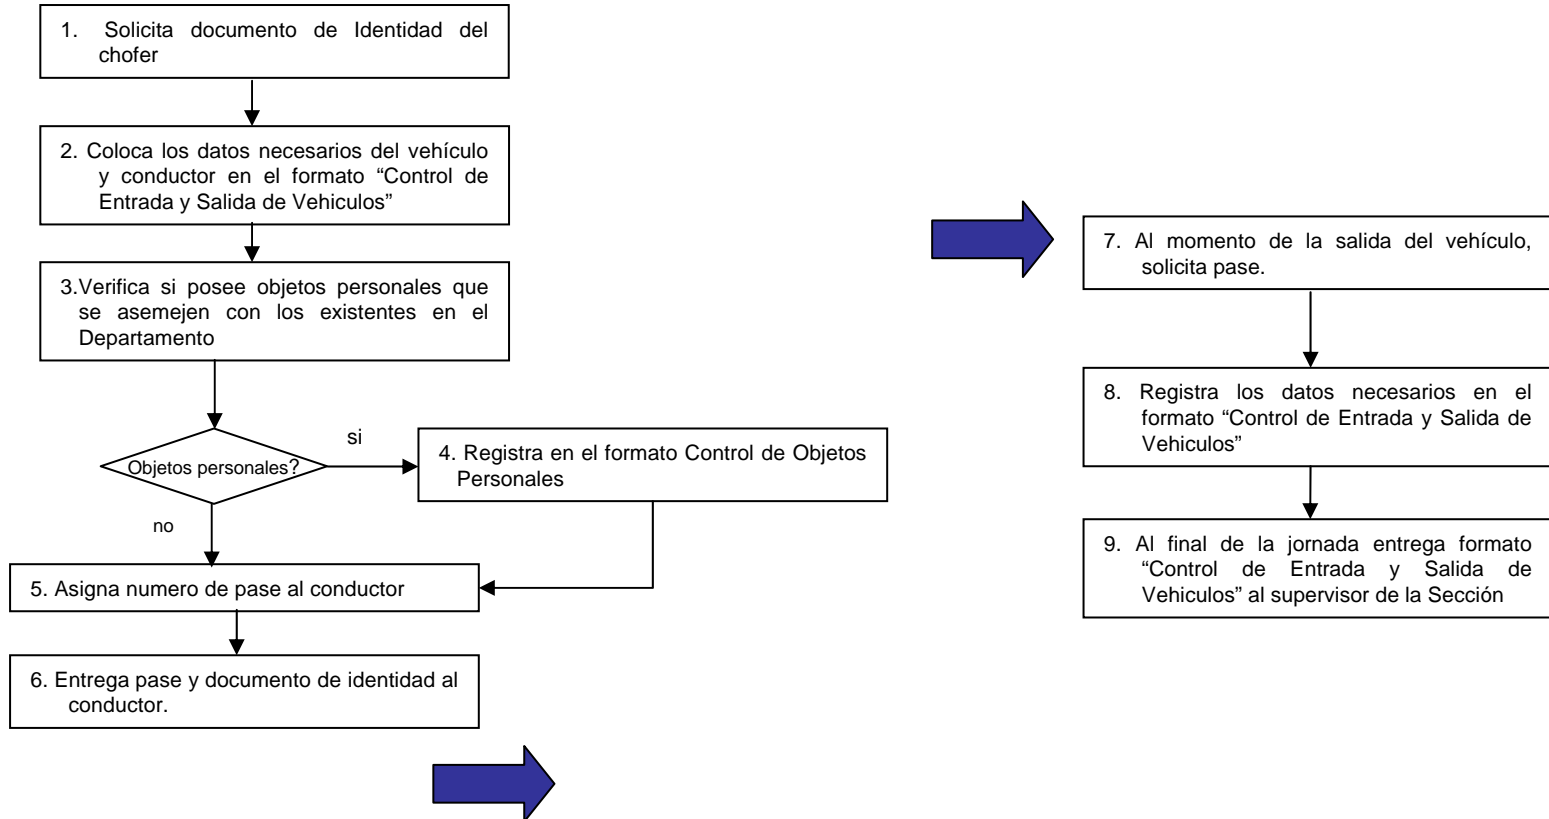 1. Solicita documento de Identidad del
chofer
2. Coloca los datos necesarios del vehículo
y conductor en el formato “Control de
Entrada y Salida de Vehiculos”
3.Verifica si posee objetos personales que
se asemejen con los existentes en el
Departamento
Objetos personales?
si
no
4. Registra en el formato Control de Objetos
Personales
5. Asigna numero de pase al conductor
6. Entrega pase y documento de identidad al
conductor.
7. Al momento de la salida del vehículo,
solicita pase.
8. Registra los datos necesarios en el
formato “Control de Entrada y Salida de
Vehiculos”
9. Al final de la jornada entrega formato
“Control de Entrada y Salida de
Vehiculos” al supervisor de la Sección